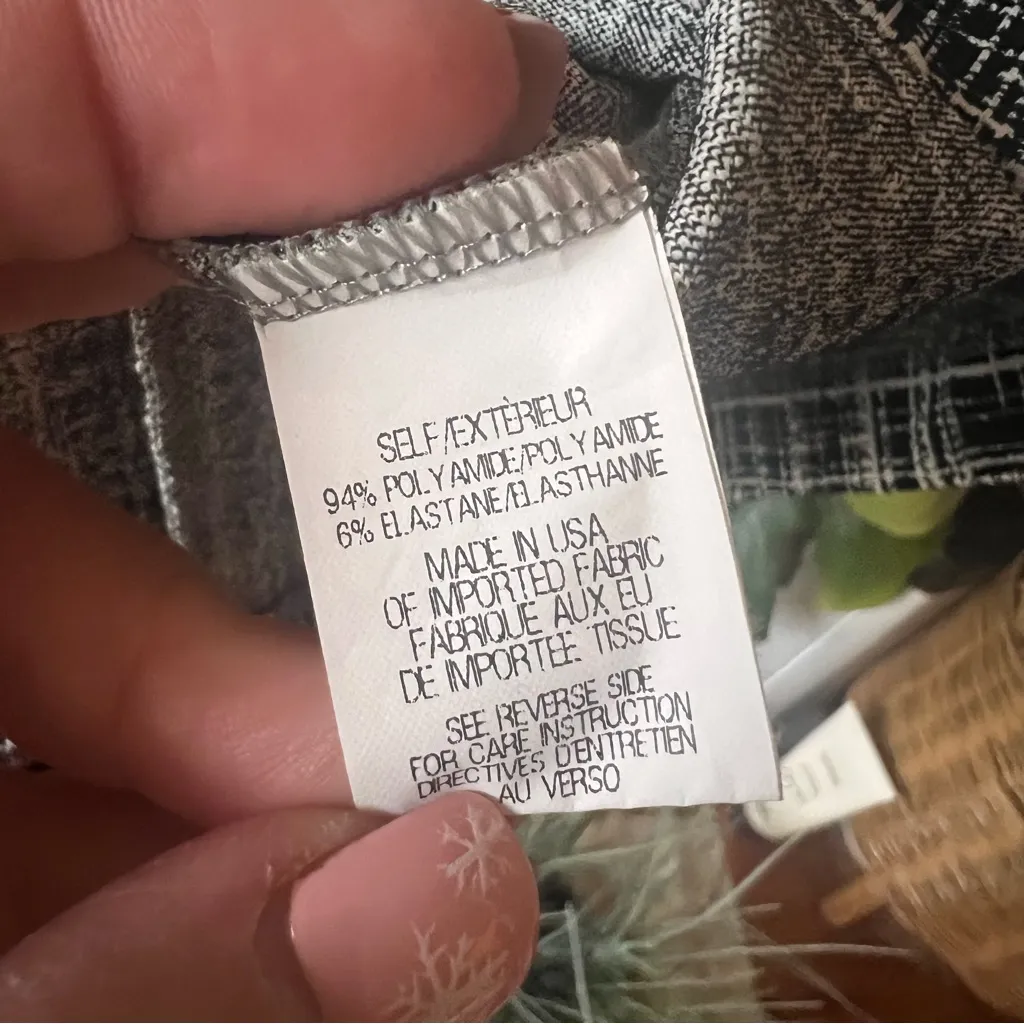 SELF/EXTÈRIEUR
94% POLYAMIDE/POLYAMIDE
6% ELASTANE/ELASTHANNE
MADE IN USA
OF IMPORTED FABRIC
FABRIQUE AUX EU
DE IMPORTEE TISSUE
SEE REVERSE SIDE
FOR CARE INSTRUCTION
DIRECTIVES D'ENTRETIEN
AU VERSO